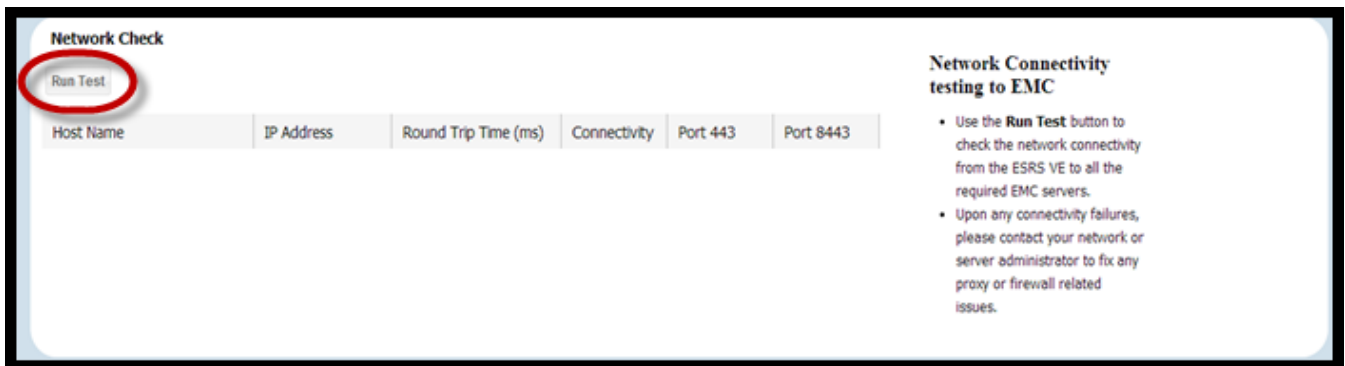 Network Check
Run Test
Host Name IP Address Round Trip Time (ms) Connectivity Port 443 Port 8443
Network Connectivity
testing to EMC
• Use the Run Test button to
check the network connectivity
from the ESRS VE to all the
required EMC servers.
• Upon any connectivity failures,
please contact your network or
server administrator to fix any
proxy or firewall related
issues.